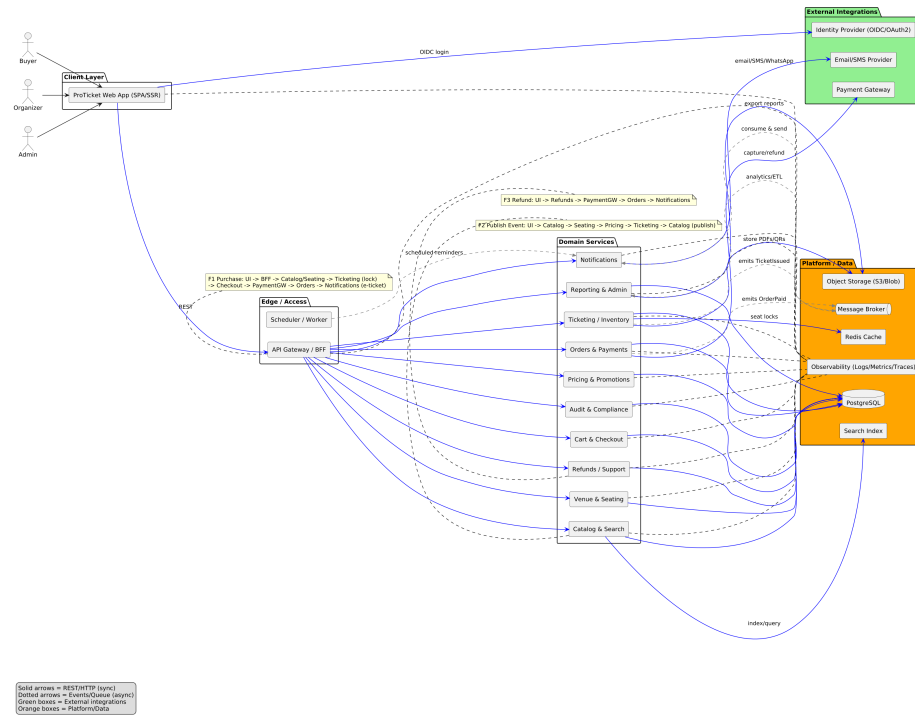 External Integrations
Identity Provider (OIDC/OAuth2)
Email/SMS Provider
Payment Gateway
Buyer
Organizer
Admin
Client Layer
ProTicket Web App (SPA/SSR)
OIDC login
email/SMS/WhatsApp
export reports
consume & send
capture/refund
analytics/ETL
F3 Refund: UI -> Refunds -> PaymentGW -> Orders -> Notifications
F2 Publish Event: UI -> Catalog -> Seating -> Pricing -> Ticketing -> Catalog (publish)
scheduled reminders
store PDFs/QRs
emits TicketIssued
emits OrderPaid
seat locks
F1 Purchase: UI -> BFF -> Catalog/Seating -> Ticketing (lock)
-> Checkout -> PaymentGW -> Orders -> Notifications (e-ticket)
REST
Edge / Access
Scheduler / Worker
API Gateway / BFF
Domain Services
Notifications
Reporting & Admin
Ticketing / Inventory
Orders & Payments
Pricing & Promotions
Audit & Compliance
Cart & Checkout
Refunds / Support
Venue & Seating
Catalog & Search
Platform / Data
Object Storage (S3/Blob)
Message Broker
Redis Cache
Observability (Logs/Metrics/Traces)
PostgreSQL
Search Index
index/query
Solid arrows = REST/HTTP (sync)
Dotted arrows = Events/Queue (async)
Green boxes = External integrations
Orange boxes = Platform/Data